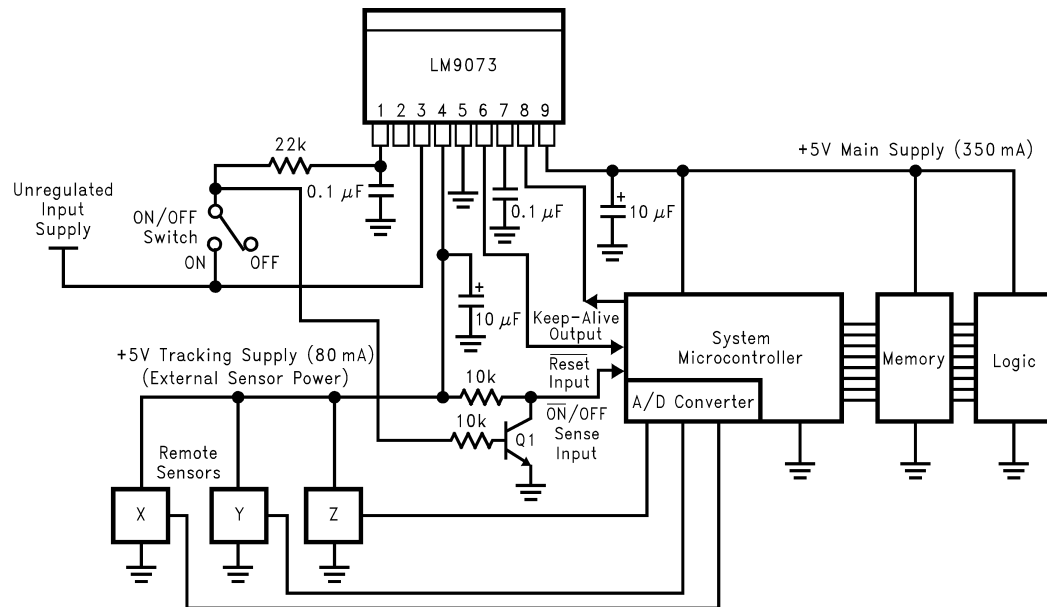 LM9073
1 2 3 4 5 6 7 8 9
22k
+5V Main Supply (350 mA)
Unregulated
Input
Supply
0.1 μF
0.1 μF
+
10 μF
ON/OFF
Switch
ON
OFF
+
10 μF
Keep-Alive
Output
System
Microcontroller
Memory
Logic
+5V Tracking Supply (80 mA)
(External Sensor Power)
Reset
Input
10k
A/D Converter
ON/OFF
Sense
Input
10k
Q1
Remote
Sensors
X
Y
Z